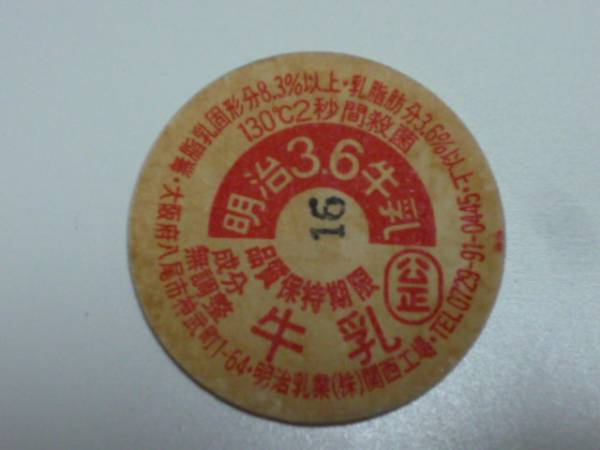 無脂乳固形分8.3%以上・乳脂肪分3.6%以上・
130℃2秒間殺菌
明治3.6牛乳
16
品質保持期限
成分
無調整
公正
牛乳
大阪府八尾市神武町1-64・明治乳業(株)関西工場・TEL0729-91-0445・